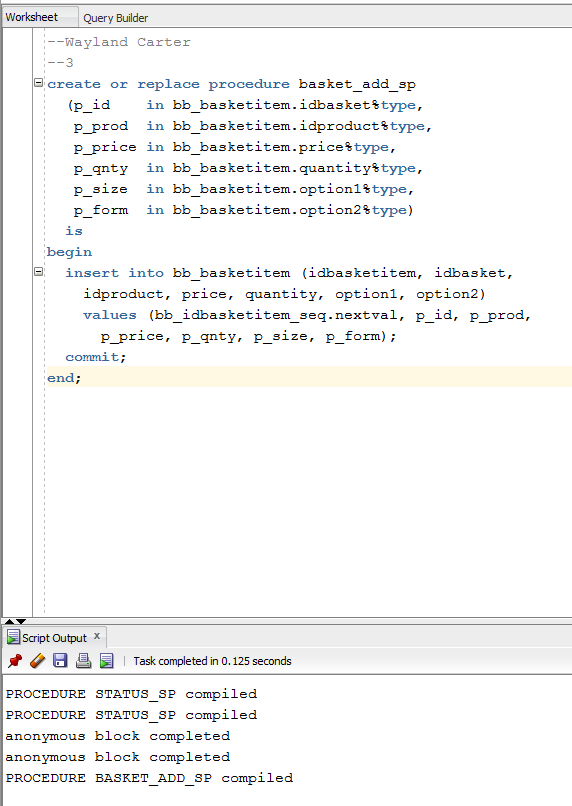 Worksheet Query Builder
--Wayland Carter
--3
create or replace procedure basket_add_sp
(p_id    in bb_basketitem.idbasket%type,
p_prod  in bb_basketitem.idproduct%type,
p_price in bb_basketitem.price%type,
p_qnty  in bb_basketitem.quantity%type,
p_size  in bb_basketitem.option1%type,
p_form  in bb_basketitem.option2%type)
is
begin
insert into bb_basketitem (idbasketitem, idbasket,
idproduct, price, quantity, option1, option2)
values (bb_idbasketitem_seq.nextval, p_id, p_prod,
p_price, p_qnty, p_size, p_form);
commit;
end;
Script Output x
Task completed in 0.125 seconds
PROCEDURE STATUS_SP compiled
PROCEDURE STATUS_SP compiled
anonymous block completed
anonymous block completed
PROCEDURE BASKET_ADD_SP compiled